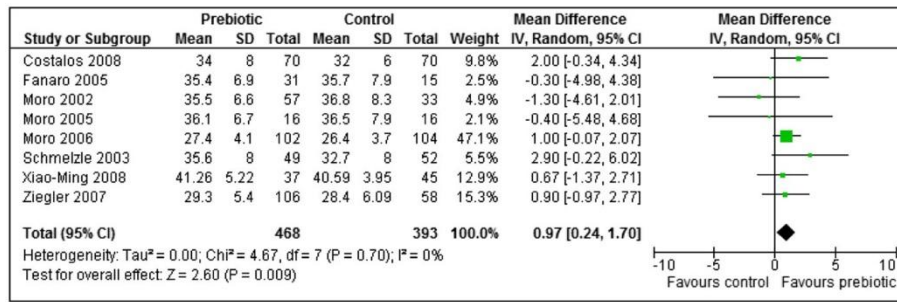 Prebiotic Control Mean Difference Mean Difference
Study or Subgroup Mean SD Total Mean SD Total Weight IV, Random, 95% CI IV, Random, 95% CI
Costalos 2008 34 8 70 32 6 70 9.8% 2.00 [-0.34, 4.34]
Fanaro 2005 35.4 6.9 31 35.7 7.9 15 2.4% -0.30 [-4.98, 4.38]
Moro 2002 35.5 6.6 57 36.8 8.3 33 4.9% -1.30 [-4.61, 2.01]
Moro 2005 36.1 6.7 16 36.5 7.9 16 2.1% -0.40 [-5.48, 4.68]
Moro 2006 27.4 4.1 102 26.4 3.7 104 47.1% 1.00 [-0.07, 2.07]
Schmelzle 2003 35.6 8 49 32.7 8 52 5.5% 2.90 [-0.22, 6.02]
Xiao-Ming 2008 41.26 5.22 37 40.59 3.95 45 12.9% 0.67 [-1.37, 2.71]
Ziegler 2007 29.3 5.4 106 28.4 6.09 58 15.3% 0.90 [-0.97, 2.77]
Total (95% CI) 468 393 100.0% 0.97 [0.24, 1.70]
Heterogeneity: Tau² = 0.00; Chi² = 4.67, df = 7 (P = 0.70); I² = 0%
Test for overall effect: Z = 2.60 (P = 0.009)
-10 -5 0 5 10
Favours control Favours prebiotic